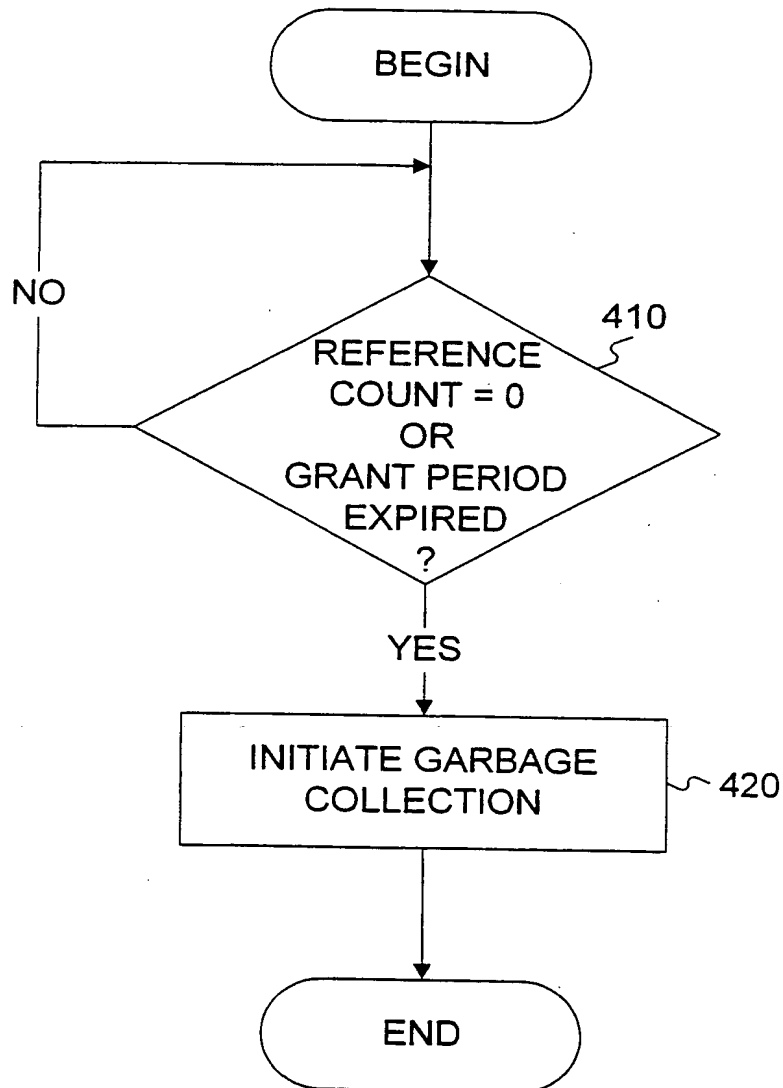 BEGIN
NO
410
REFERENCE
COUNT = 0
OR
GRANT PERIOD
EXPIRED
?
YES
INITIATE GARBAGE
COLLECTION
420
END